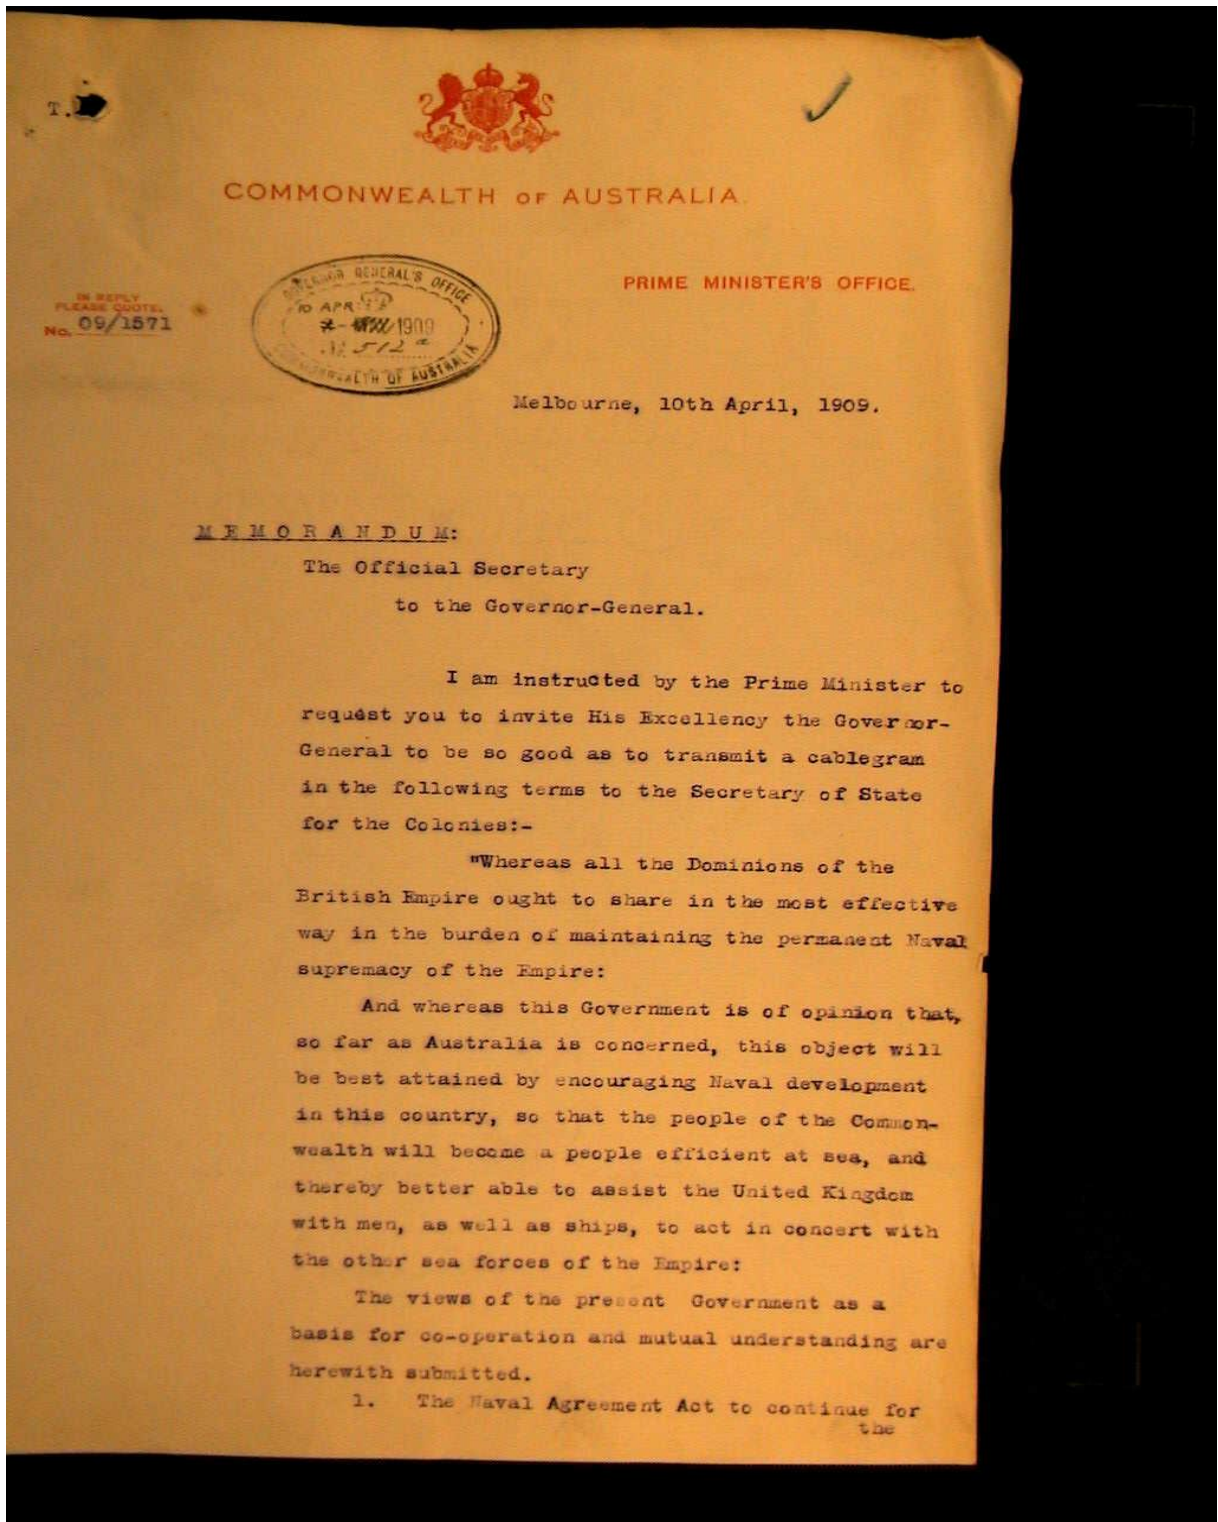 T.
COMMONWEALTH OF AUSTRALIA.
PRIME MINISTER'S OFFICE.
IN REPLY
PLEASE QUOTE.
No. 09/1571
GOVERNOR GENERAL'S OFFICE
10 APR
1909
No. 512a
COMMONWEALTH OF AUSTRALIA
Melbourne, 10th April, 1909.
MEMORANDUM:
The Official Secretary
to the Governor-General.
I am instructed by the Prime Minister to
request you to invite His Excellency the Governor-
General to be so good as to transmit a cablegram
in the following terms to the Secretary of State
for the Colonies:-
"Whereas all the Dominions of the
British Empire ought to share in the most effective
way in the burden of maintaining the permanent Naval
supremacy of the Empire:
And whereas this Government is of opinion that,
so far as Australia is concerned, this object will
be best attained by encouraging Naval development
in this country, so that the people of the Common-
wealth will become a people efficient at sea, and
thereby better able to assist the United Kingdom
with men, as well as ships, to act in concert with
the other sea forces of the Empire:
The views of the present Government as a
basis for co-operation and mutual understanding are
herewith submitted.
1. The Naval Agreement Act to continue for
the